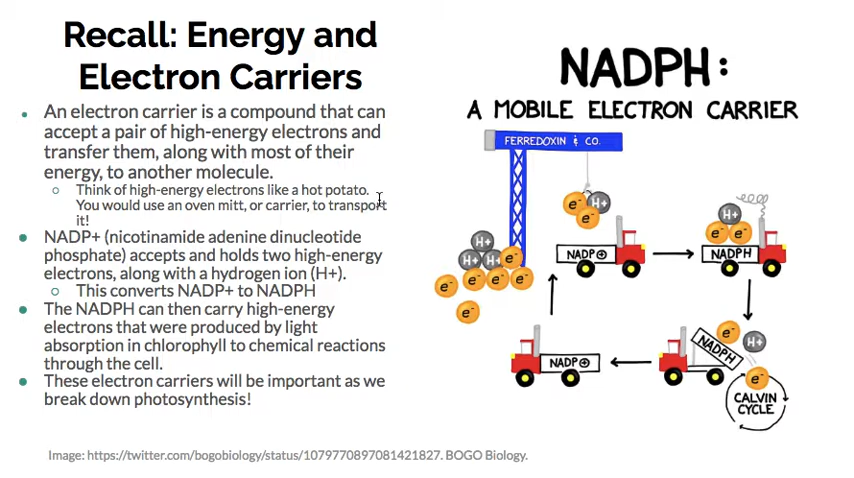 Recall: Energy and
Electron Carriers
• An electron carrier is a compound that can
accept a pair of high-energy electrons and
transfer them, along with most of their
energy, to another molecule.
○ Think of high-energy electrons like a hot potato.
You would use an oven mitt, or carrier, to transport
it!
● NADP+ (nicotinamide adenine dinucleotide
phosphate) accepts and holds two high-energy
electrons, along with a hydrogen ion (H+).
○ This converts NADP+ to NADPH
● The NADPH can then carry high-energy
electrons that were produced by light
absorption in chlorophyll to chemical reactions
through the cell.
● These electron carriers will be important as we
break down photosynthesis!
NADPH:
A MOBILE ELECTRON CARRIER
FERREDOXIN & CO.
e⁻ H+
e⁻
H+
H+ H+ e⁻
e⁻ e⁻ e⁻ e⁻
e⁻
NADP⊕
H+
e⁻ e⁻
NADPH
NADP⊕
NADPH
e⁻ H+
e⁻
CALVIN
CYCLE
Image: https://twitter.com/bogobiology/status/1079770897081421827. BOGO Biology.